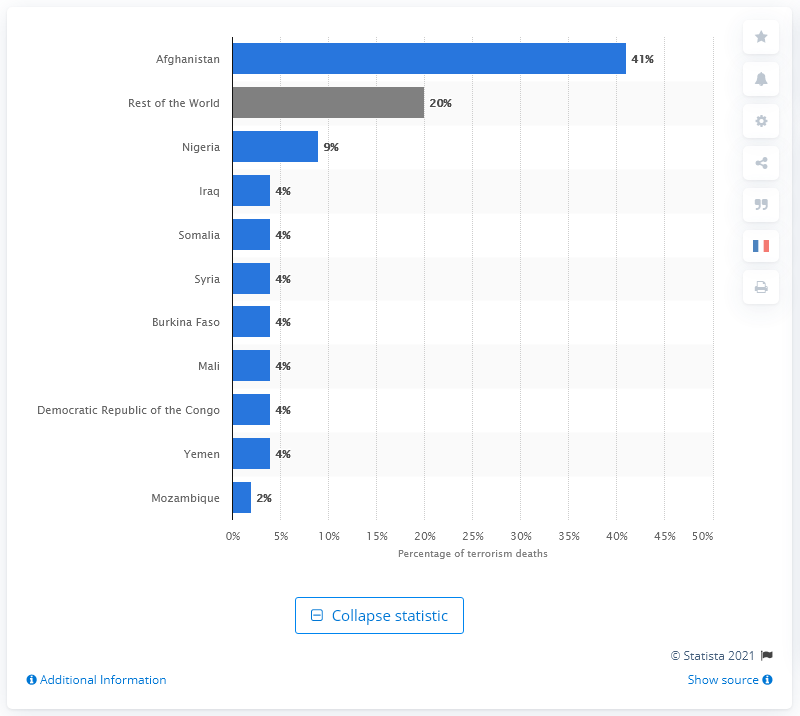 Afghanistan 41%
Rest of the World 20%
Nigeria 9%
Iraq 4%
Somalia 4%
Syria 4%
Burkina Faso 4%
Mali 4%
Democratic Republic of the Congo 4%
Yemen 4%
Mozambique 2%
0% 5% 10% 15% 20% 25% 30% 35% 40% 45% 50%
Percentage of terrorism deaths
Collapse statistic
© Statista 2021
Additional Information Show source